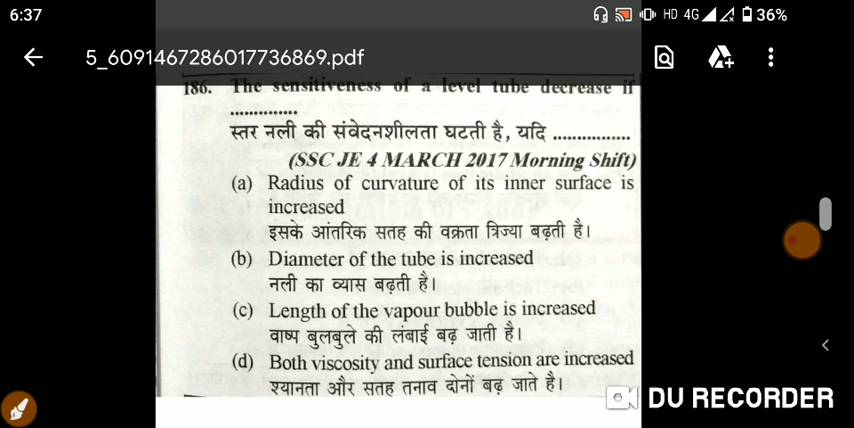 6:37
HD 4G 36%
5_6091467286017736869.pdf
186. The sensitiveness of a level tube decrease if
..............
स्तर नली की संवेदनशीलता घटती है, यदि ................
(SSC JE 4 MARCH 2017 Morning Shift)
(a) Radius of curvature of its inner surface is
increased
इसके आंतरिक सतह की वक्रता त्रिज्या बढ़ती है।
(b) Diameter of the tube is increased
नली का व्यास बढ़ती है।
(c) Length of the vapour bubble is increased
वाष्प बुलबुले की लंबाई बढ़ जाती है।
(d) Both viscosity and surface tension are increased
श्यानता और सतह तनाव दोनों बढ़ जाते है।
DU RECORDER